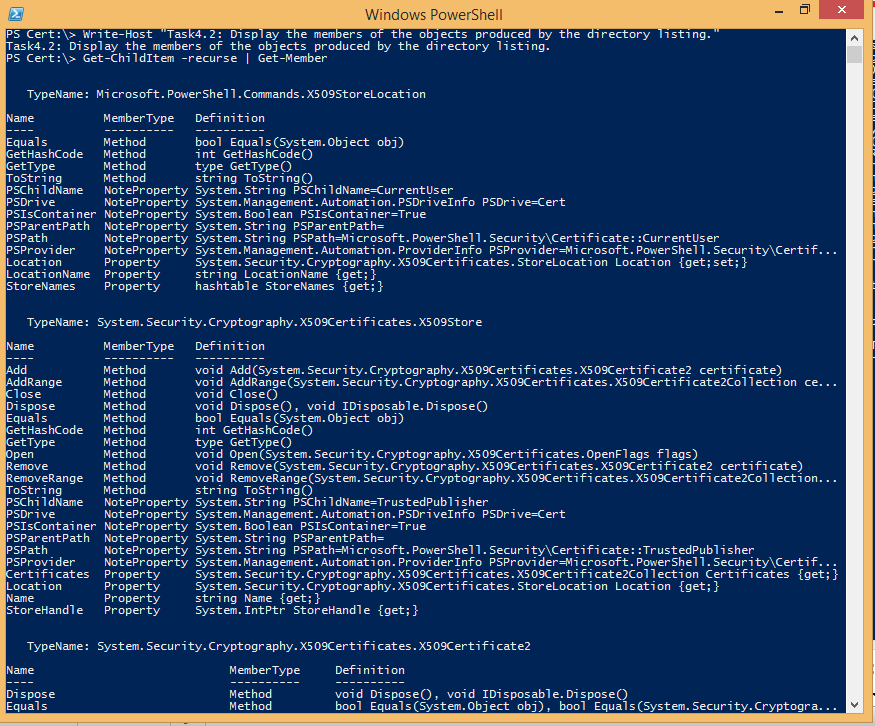 Windows PowerShell
PS Cert:\> Write-Host "Task4.2: Display the members of the objects produced by the directory listing."
Task4.2: Display the members of the objects produced by the directory listing.
PS Cert:\> Get-ChildItem -recurse | Get-Member
TypeName: Microsoft.PowerShell.Commands.X509StoreLocation
Name MemberType Definition
---- ---------- ----------
Equals Method bool Equals(System.Object obj)
GetHashCode Method int GetHashCode()
GetType Method type GetType()
ToString Method string ToString()
PSChildName NoteProperty System.String PSChildName=CurrentUser
PSDrive NoteProperty System.Management.Automation.PSDriveInfo PSDrive=Cert
PSIsContainer NoteProperty System.Boolean PSIsContainer=True
PSParentPath NoteProperty System.String PSParentPath=
PSPath NoteProperty System.String PSPath=Microsoft.PowerShell.Security\Certificate::CurrentUser
PSProvider NoteProperty System.Management.Automation.ProviderInfo PSProvider=Microsoft.PowerShell.Security\Certif...
Location Property System.Security.Cryptography.X509Certificates.StoreLocation Location {get;set;}
LocationName Property string LocationName {get;}
StoreNames Property hashtable StoreNames {get;}
TypeName: System.Security.Cryptography.X509Certificates.X509Store
Name MemberType Definition
---- ---------- ----------
Add Method void Add(System.Security.Cryptography.X509Certificates.X509Certificate2 certificate)
AddRange Method void AddRange(System.Security.Cryptography.X509Certificates.X509Certificate2Collection ce...
Close Method void Close()
Dispose Method void Dispose(), void IDisposable.Dispose()
Equals Method bool Equals(System.Object obj)
GetHashCode Method int GetHashCode()
GetType Method type GetType()
Open Method void Open(System.Security.Cryptography.X509Certificates.OpenFlags flags)
Remove Method void Remove(System.Security.Cryptography.X509Certificates.X509Certificate2 certificate)
RemoveRange Method void RemoveRange(System.Security.Cryptography.X509Certificates.X509Certificate2Collection...
ToString Method string ToString()
PSChildName NoteProperty System.String PSChildName=TrustedPublisher
PSDrive NoteProperty System.Management.Automation.PSDriveInfo PSDrive=Cert
PSIsContainer NoteProperty System.Boolean PSIsContainer=True
PSParentPath NoteProperty System.String PSParentPath=
PSPath NoteProperty System.String PSPath=Microsoft.PowerShell.Security\Certificate::TrustedPublisher
PSProvider NoteProperty System.Management.Automation.ProviderInfo PSProvider=Microsoft.PowerShell.Security\Certif...
Certificates Property System.Security.Cryptography.X509Certificates.X509Certificate2Collection Certificates {get;}
Location Property System.Security.Cryptography.X509Certificates.StoreLocation Location {get;}
Name Property string Name {get;}
StoreHandle Property System.IntPtr StoreHandle {get;}
TypeName: System.Security.Cryptography.X509Certificates.X509Certificate2
Name MemberType Definition
---- ---------- ----------
Dispose Method void Dispose(), void IDisposable.Dispose()
Equals Method bool Equals(System.Object obj), bool Equals(System.Security.Cryptogra...